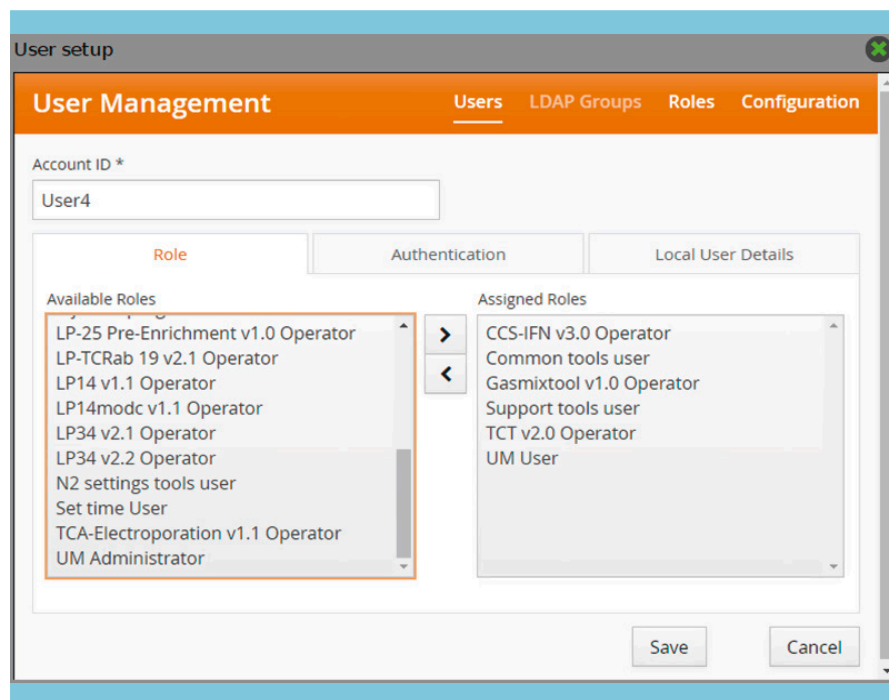 User setup
User Management
Users LDAP Groups Roles Configuration
Account ID *
User4
Role Authentication Local User Details
Available Roles
LP-25 Pre-Enrichment v1.0 Operator
LP-TCRab 19 v2.1 Operator
LP14 v1.1 Operator
LP14modc v1.1 Operator
LP34 v2.1 Operator
LP34 v2.2 Operator
N2 settings tools user
Set time User
TCA-Electroporation v1.1 Operator
UM Administrator
Assigned Roles
CCS-IFN v3.0 Operator
Common tools user
Gasmixtool v1.0 Operator
Support tools user
TCT v2.0 Operator
UM User
Save Cancel